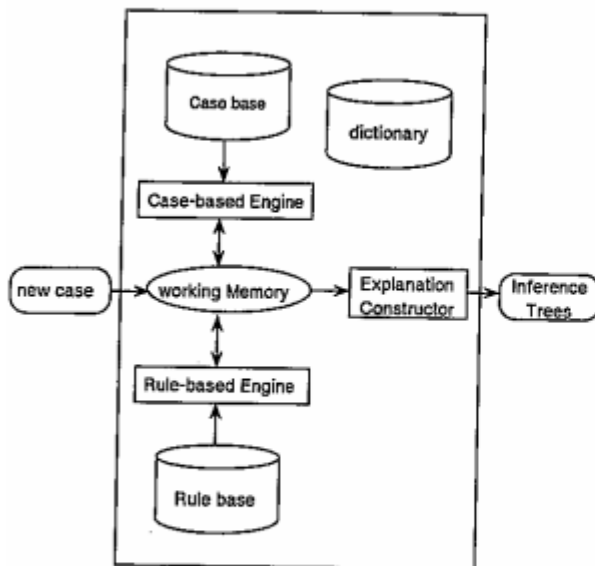 Case base
dictionary
Case-based Engine
new case
working Memory
Explanation
Constructor
Inference
Trees
Rule-based Engine
Rule base